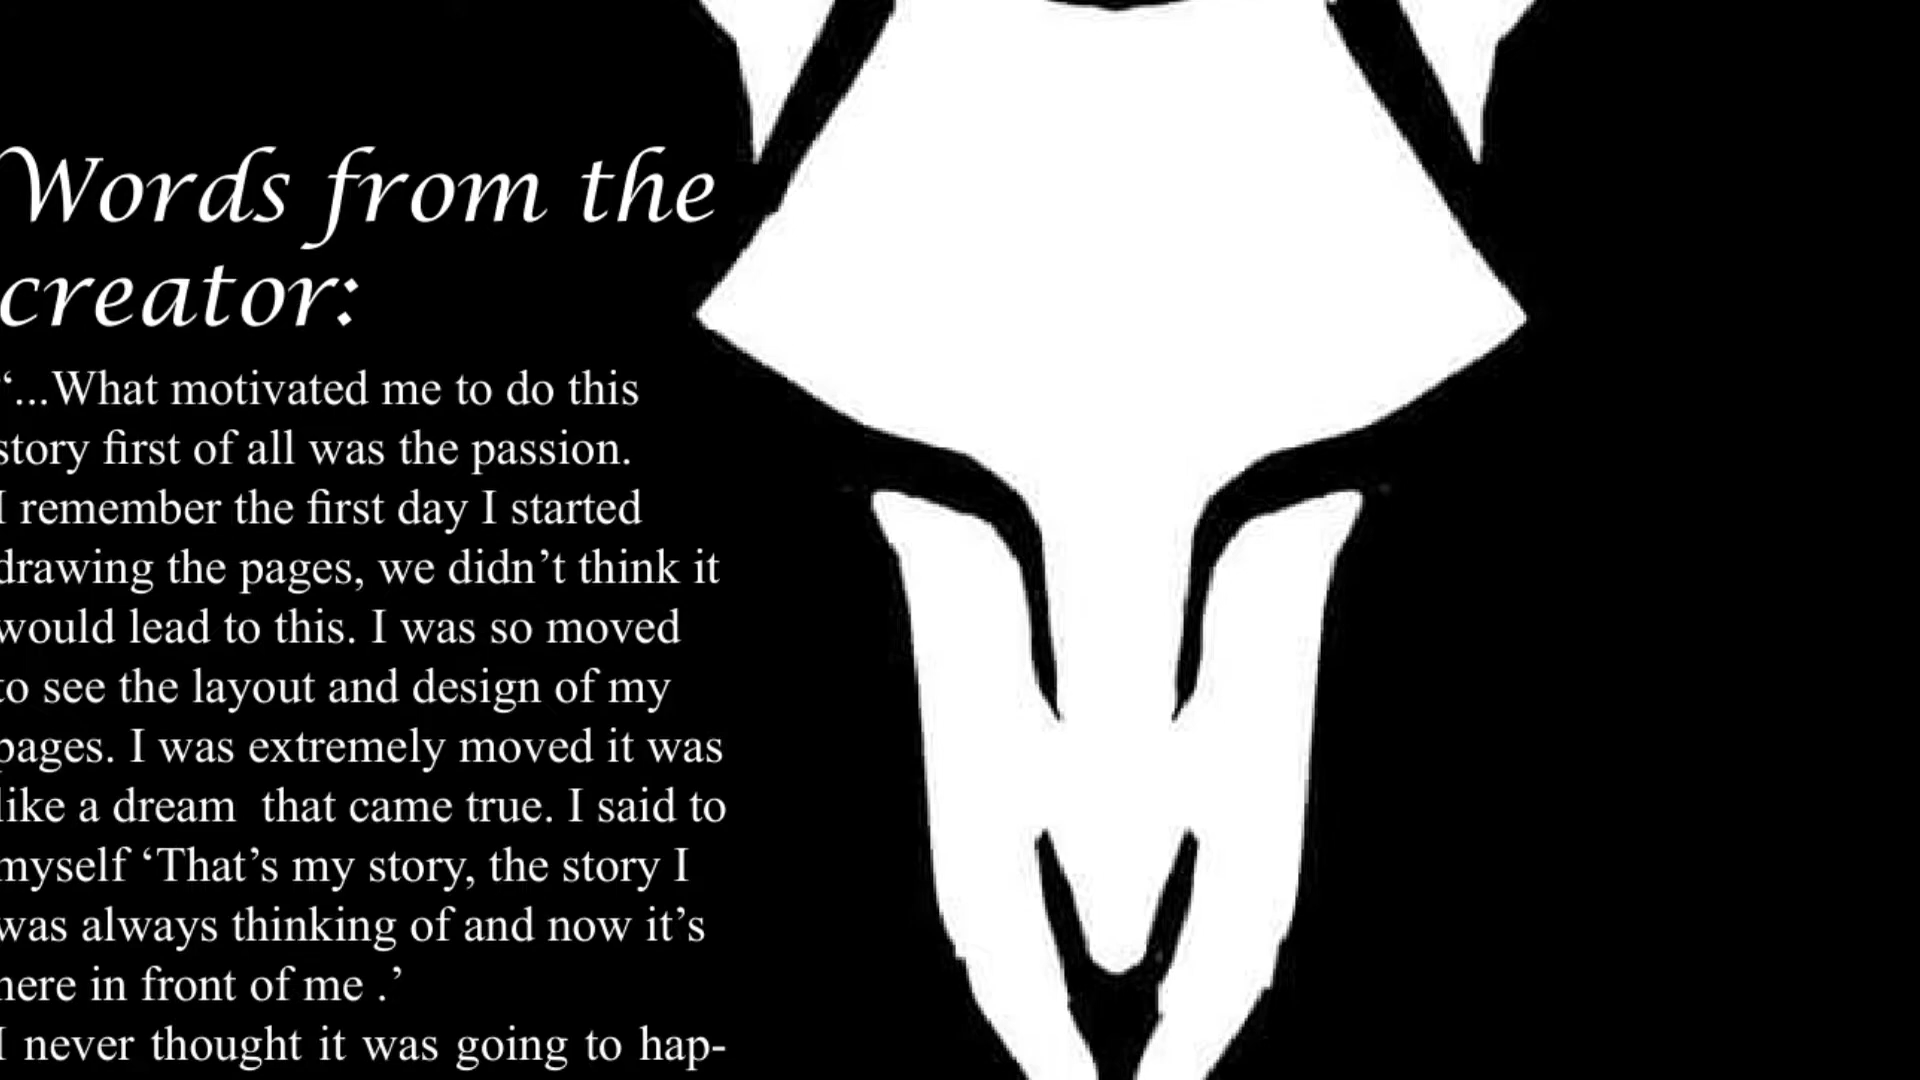 Words from the
creator:
“...What motivated me to do this
story first of all was the passion.
I remember the first day I started
drawing the pages, we didn’t think it
would lead to this. I was so moved
to see the layout and design of my
pages. I was extremely moved it was
like a dream  that came true. I said to
myself ‘That’s my story, the story I
was always thinking of and now it’s
here in front of me .’
I never thought it was going to hap-